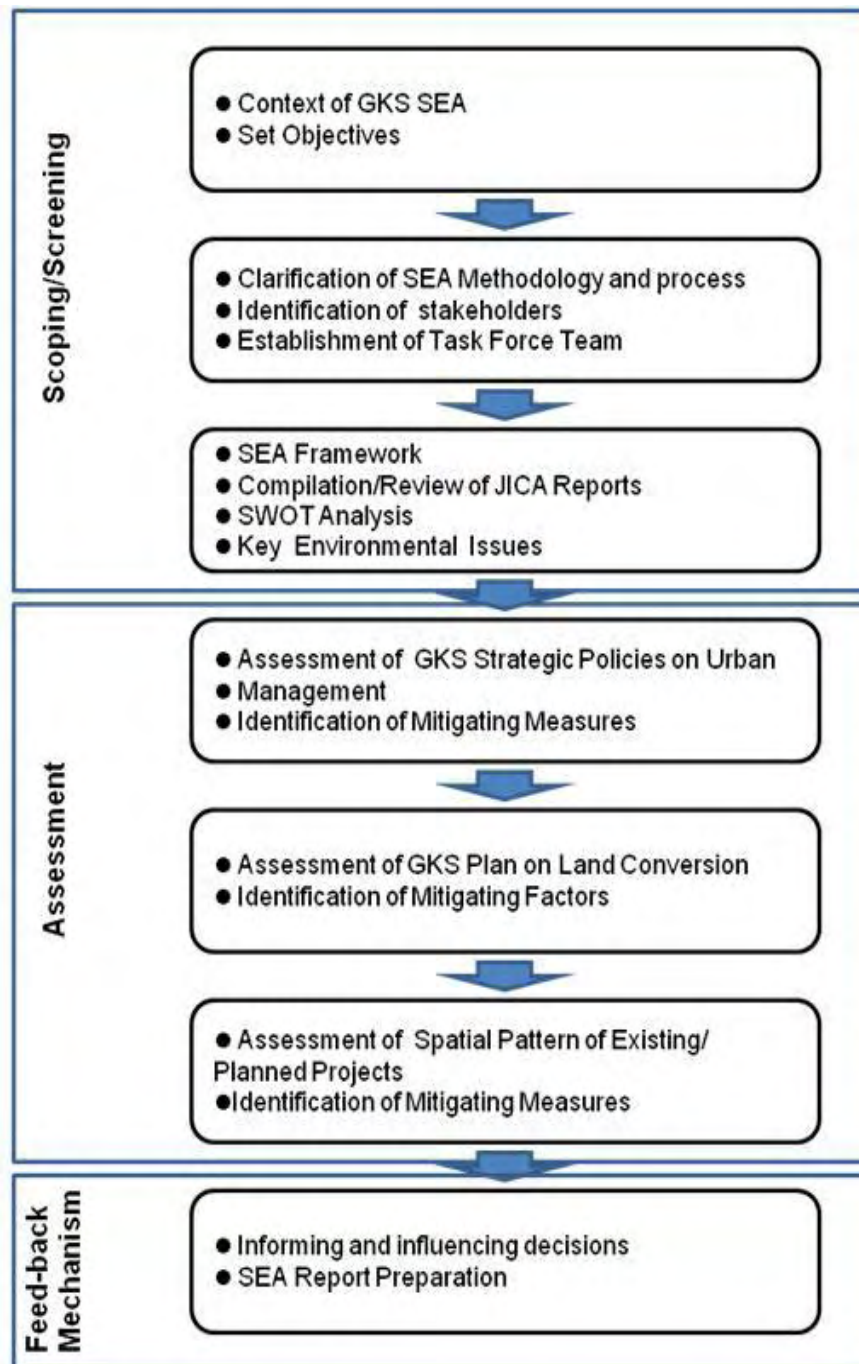 Scoping/Screening
● Context of GKS SEA
● Set Objectives
● Clarification of SEA Methodology and process
● Identification of stakeholders
● Establishment of Task Force Team
● SEA Framework
● Compilation/Review of JICA Reports
● SWOT Analysis
● Key Environmental Issues
Assessment
● Assessment of GKS Strategic Policies on Urban
● Management
● Identification of Mitigating Measures
● Assessment of GKS Plan on Land Conversion
● Identification of Mitigating Factors
● Assessment of Spatial Pattern of Existing/
Planned Projects
●Identification of Mitigating Measures
Feed-back
Mechanism
● Informing and influencing decisions
● SEA Report Preparation